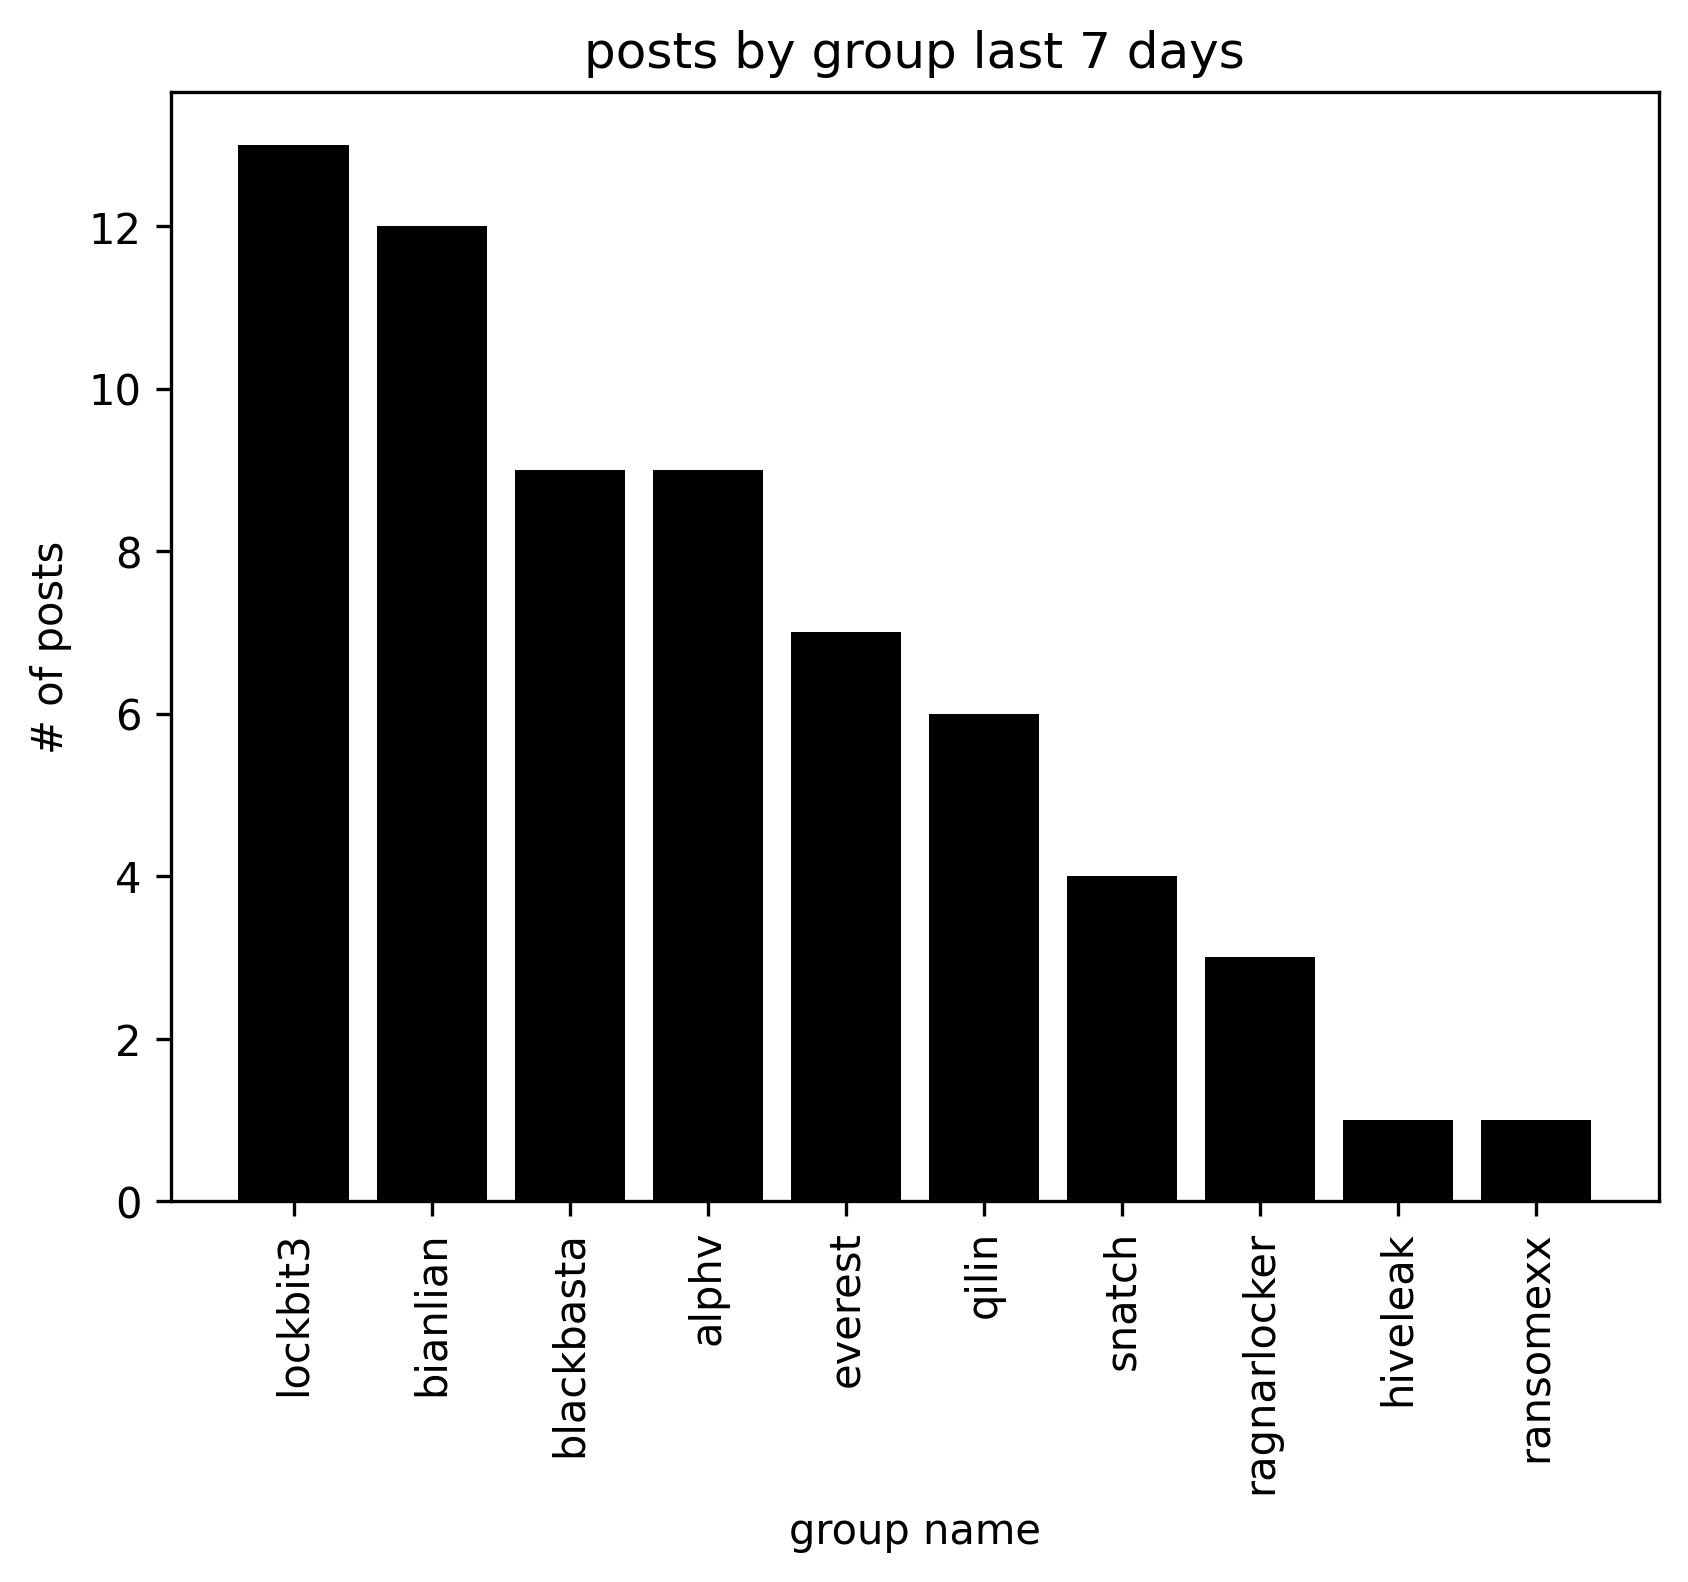 posts by group last 7 days
# of posts
12
10
8
6
4
2
0
lockbit3
bianlian
blackbasta
alphv
everest
qilin
snatch
ragnarlocker
hiveleak
ransomexx
group name